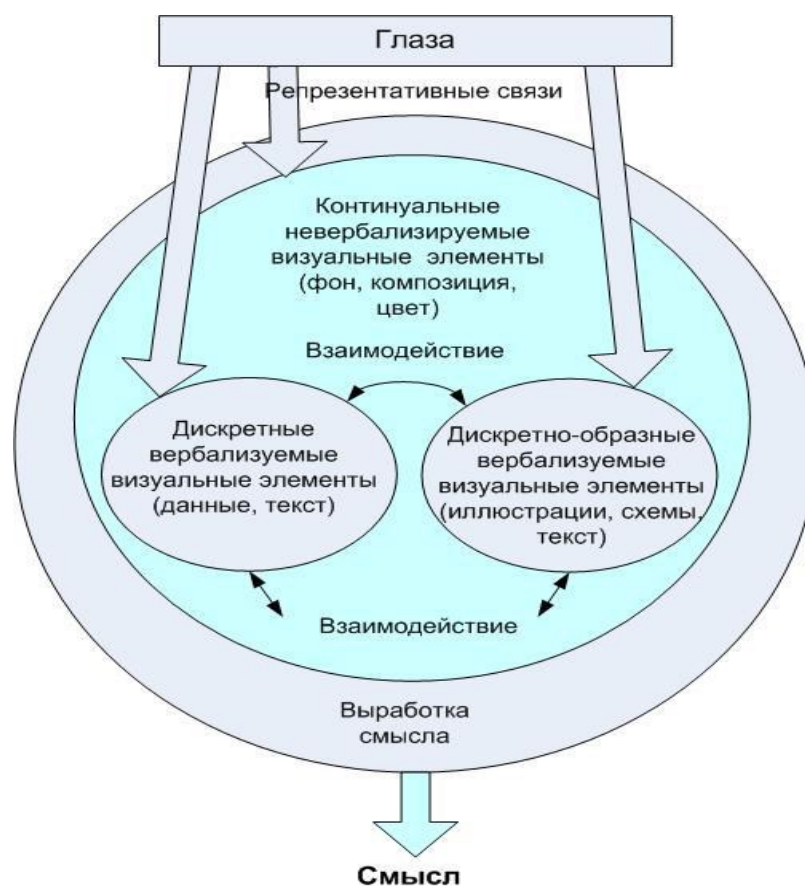 Глаза
Репрезентативные связи
Континуальные
невербализируемые
визуальные элементы
(фон, композиция,
цвет)
Взаимодействие
Дискретные
вербализуемые
визуальные элементы
(данные, текст)
Дискретно-образные
вербализуемые
визуальные элементы
(иллюстрации, схемы,
текст)
Взаимодействие
Выработка
смысла
Смысл